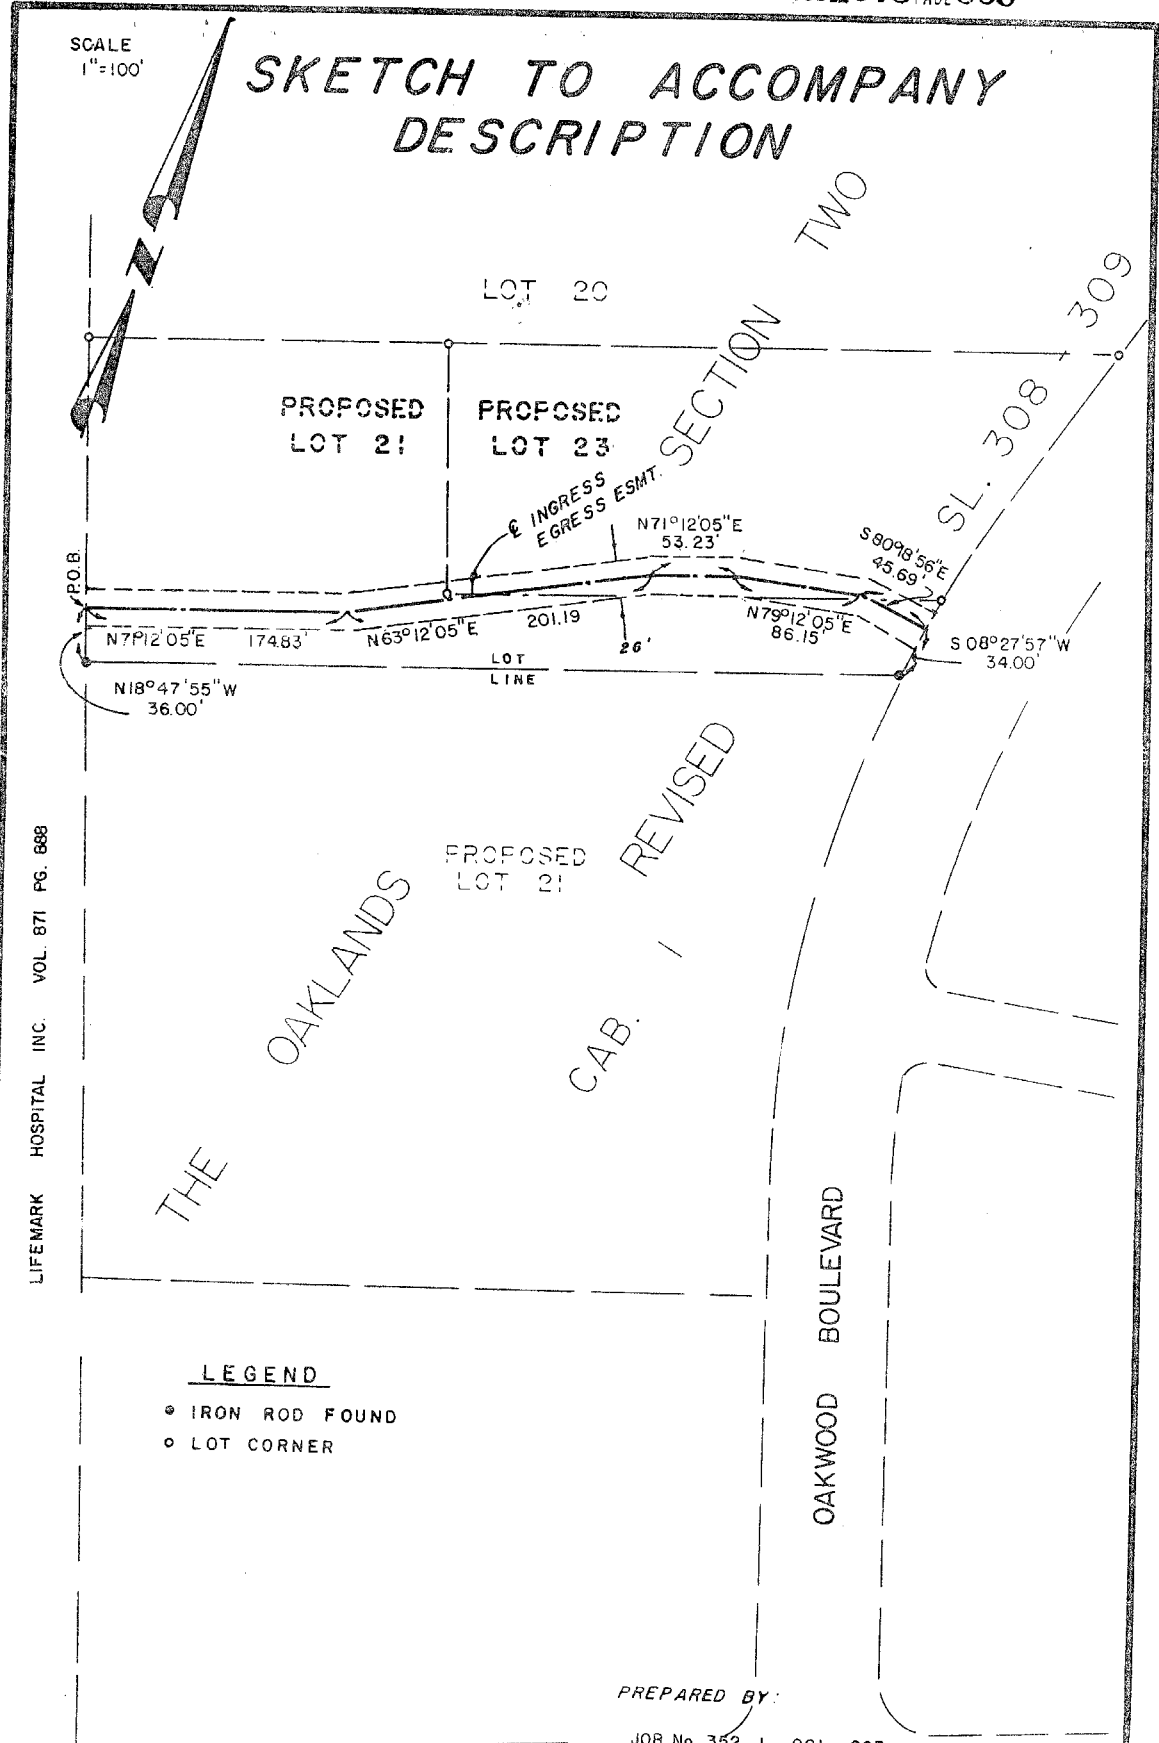 SCALE
1"=100'
SKETCH TO ACCOMPANY
DESCRIPTION
N
LOT 20
PROPOSED
LOT 21
PROPOSED
LOT 23
℄ INGRESS
EGRESS ESMT.
N71°12'05"E
53.23'
S80°18'56"E
45.69'
P.O.B.
N71°12'05"E 174.83'
N63°12'05"E
201.19
26'
N79°12'05"E
86.15'
S08°27'57"W
34.00'
LOT
LINE
N18°47'55"W
36.00'
THE OAKLANDS REVISED SECTION TWO
CAB. I SL. 308 - 309
PROPOSED
LOT 21
LIFEMARK HOSPITAL INC. VOL. 871 PG. 688
OAKWOOD BOULEVARD
LEGEND
IRON ROD FOUND
LOT CORNER
PREPARED BY:
JOB No. 352